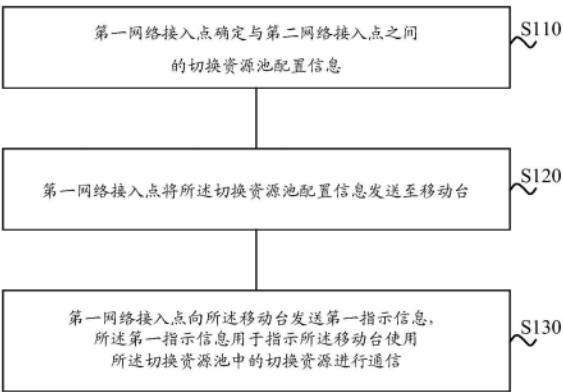 第一网络接入点确定与第二网络接入点之间
的切换资源池配置信息
S110
第一网络接入点将所述切换资源池配置信息发送至移动台
S120
第一网络接入点向所述移动台发送第一指示信息,
所述第一指示信息用于指示所述移动台使用
所述切换资源池中的切换资源进行通信
S130